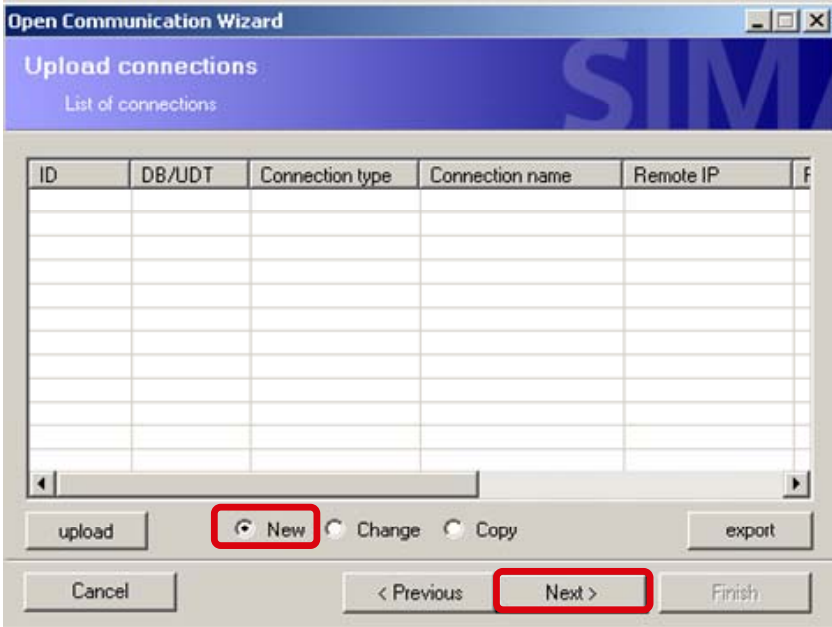 Open Communication Wizard
Upload connections
SIMA
List of connections
ID DB/UDT Connection type Connection name Remote IP
upload New Change Copy export
Cancel < Previous Next > Finish